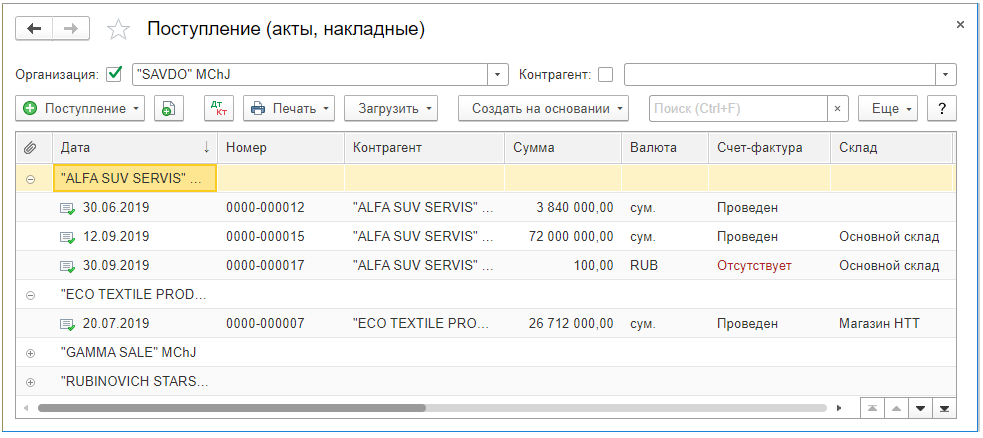 Поступление (акты, накладные)
Организация: "SAVDO" MChJ Контрагент:
Поступление Дт Кт Печать Загрузить Создать на основании Поиск (Ctrl+F) × Еще ?
Дата ↓ Номер Контрагент Сумма Валюта Счет-фактура Склад
"ALFA SUV SERVIS" ...
30.06.2019 0000-000012 "ALFA SUV SERVIS" ... 3 840 000,00 сум. Проведен
12.09.2019 0000-000015 "ALFA SUV SERVIS" ... 72 000 000,00 сум. Проведен Основной склад
30.09.2019 0000-000017 "ALFA SUV SERVIS" ... 100,00 RUB Отсутствует Основной склад
"ECO TEXTILE PROD...
20.07.2019 0000-000007 "ECO TEXTILE PRO... 26 712 000,00 сум. Проведен Магазин НТТ
"GAMMA SALE" MChJ
"RUBINOVICH STARS...